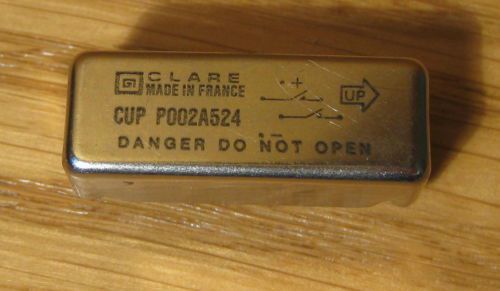 CLARE
MADE IN FRANCE
UP
CUP P002A524
DANGER DO NOT OPEN